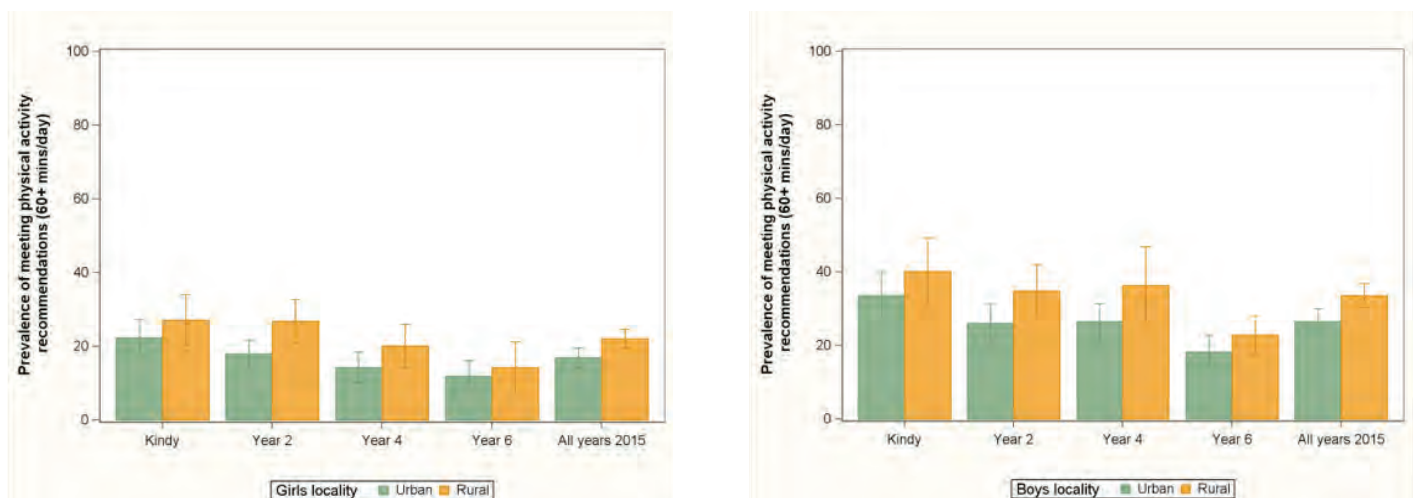 Prevalence of meeting physical activity
recommendations (60+ mins/day)
100
80
60
40
20
0
Kindy Year 2 Year 4 Year 6 All years 2015
Girls locality Urban Rural
Prevalence of meeting physical activity
recommendations (60+ mins/day)
100
80
60
40
20
0
Kindy Year 2 Year 4 Year 6 All years 2015
Boys locality Urban Rural